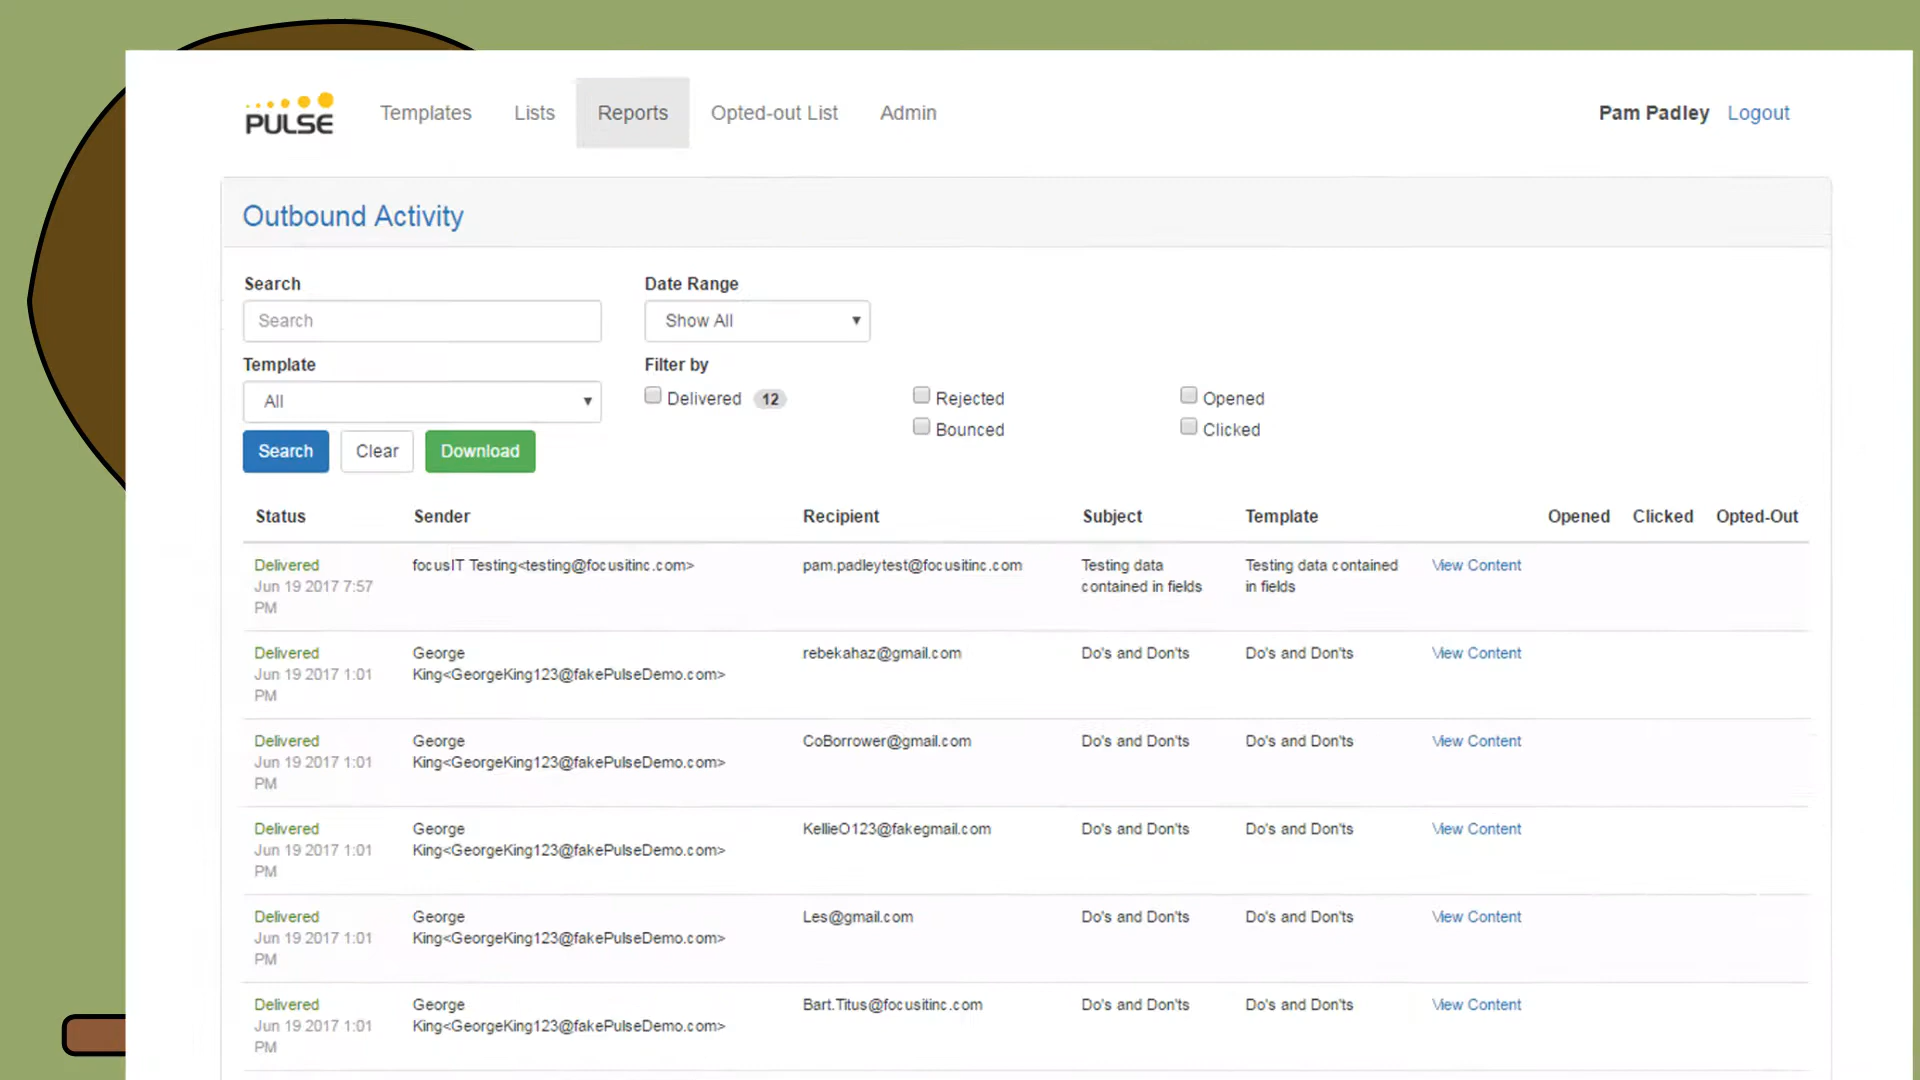 PULSE
Templates Lists Reports Opted-out List Admin
Pam Padley Logout
Outbound Activity
Search Date Range
Search Show All
Template Filter by
All
Delivered 12 Rejected Opened
Bounced Clicked
Search Clear Download
Status Sender Recipient Subject Template Opened Clicked Opted-Out
Delivered focusIT Testing<testing@focusitinc.com> pam.padleytest@focusitinc.com Testing data Testing data contained View Content
Jun 19 2017 7:57 contained in fields in fields
PM
Delivered George rebekahaz@gmail.com Do's and Don'ts Do's and Don'ts View Content
Jun 19 2017 1:01 King<GeorgeKing123@fakePulseDemo.com>
PM
Delivered George CoBorrower@gmail.com Do's and Don'ts Do's and Don'ts View Content
Jun 19 2017 1:01 King<GeorgeKing123@fakePulseDemo.com>
PM
Delivered George KellieO123@fakegmail.com Do's and Don'ts Do's and Don'ts View Content
Jun 19 2017 1:01 King<GeorgeKing123@fakePulseDemo.com>
PM
Delivered George Les@gmail.com Do's and Don'ts Do's and Don'ts View Content
Jun 19 2017 1:01 King<GeorgeKing123@fakePulseDemo.com>
PM
Delivered George Bart.Titus@focusitinc.com Do's and Don'ts Do's and Don'ts View Content
Jun 19 2017 1:01 King<GeorgeKing123@fakePulseDemo.com>
PM